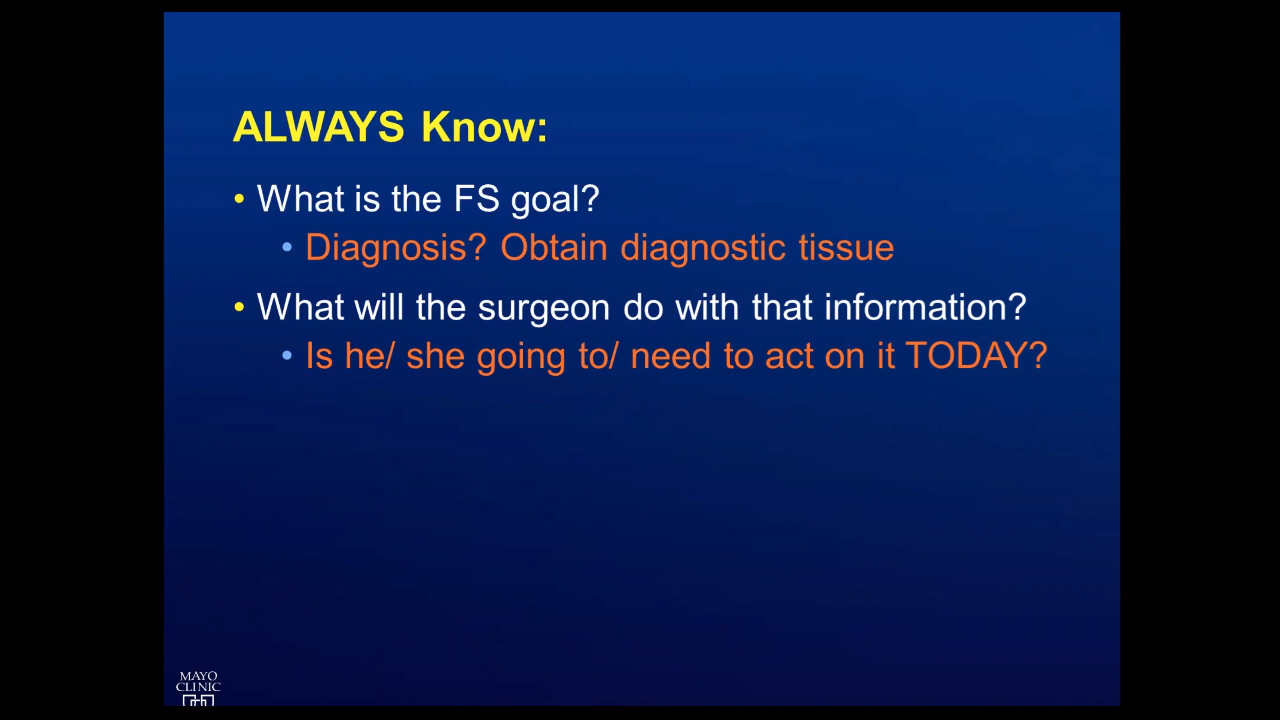 ALWAYS Know:
• What is the FS goal?
• Diagnosis? Obtain diagnostic tissue
• What will the surgeon do with that information?
• Is he/ she going to/ need to act on it TODAY?
MAYO
CLINIC